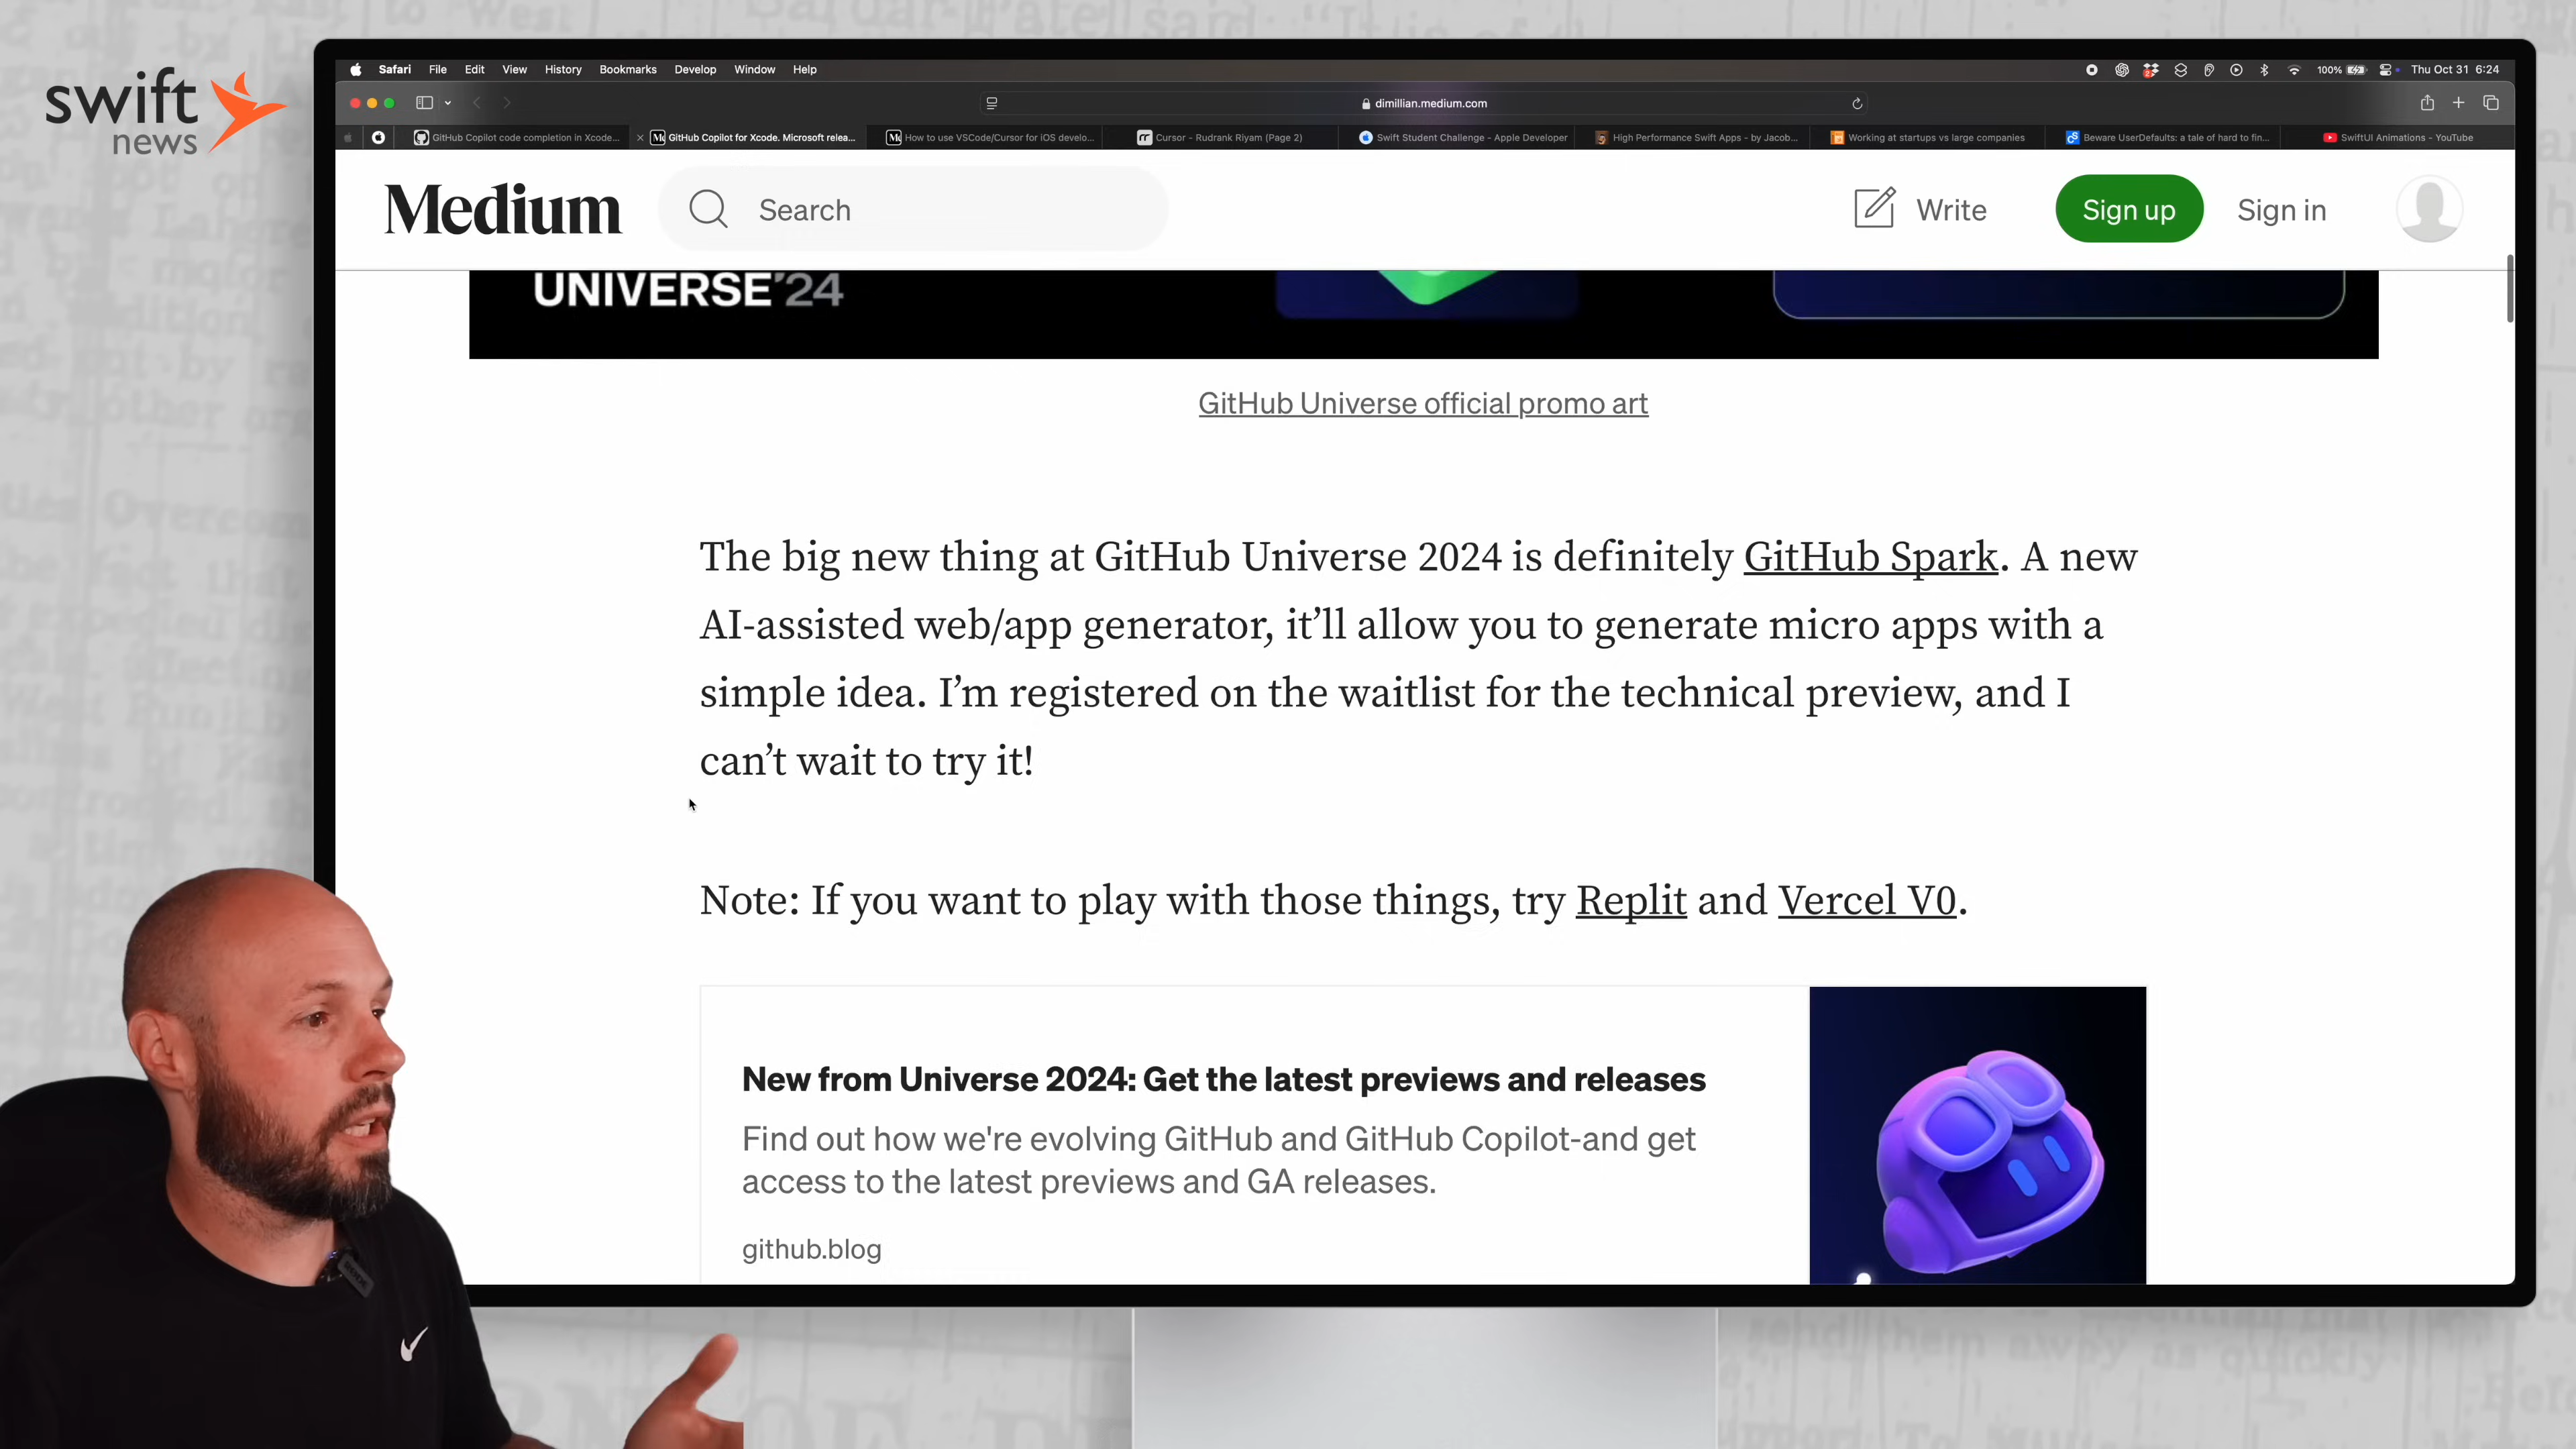 swift
news
Safari File Edit View History Bookmarks Develop Window Help
100% Thu Oct 31 6:24
dimillian.medium.com
GitHub Copilot code completion in Xcode...
GitHub Copilot for Xcode. Microsoft relea...
How to use VSCode/Cursor for iOS develo...
Cursor - Rudrank Riyam (Page 2)
Swift Student Challenge - Apple Developer
High Performance Swift Apps - by Jacob...
Working at startups vs large companies
Beware UserDefaults: a tale of hard to fin...
SwiftUI Animations - YouTube
Medium
Search
Write
Sign up
Sign in
UNIVERSE'24
GitHub Universe official promo art
The big new thing at GitHub Universe 2024 is definitely GitHub Spark. A new
AI-assisted web/app generator, it’ll allow you to generate micro apps with a
simple idea. I’m registered on the waitlist for the technical preview, and I
can’t wait to try it!
Note: If you want to play with those things, try Replit and Vercel V0.
New from Universe 2024: Get the latest previews and releases
Find out how we're evolving GitHub and GitHub Copilot-and get
access to the latest previews and GA releases.
github.blog